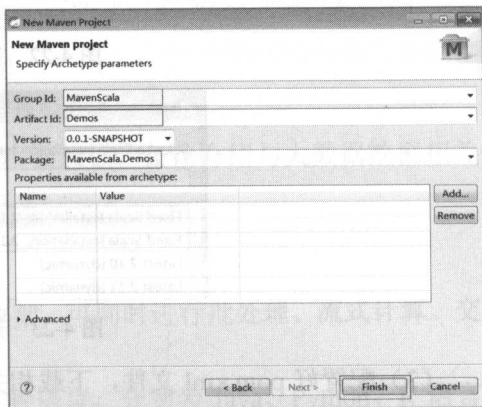 New Maven Project
New Maven project
M
Specify Archetype parameters
Group Id: MavenScala
Artifact Id: Demos
Version: 0.0.1-SNAPSHOT
Package: MavenScala.Demos
Properties available from archetype:
Name Value
Add...
Remove
Advanced
? < Back Next > Finish Cancel